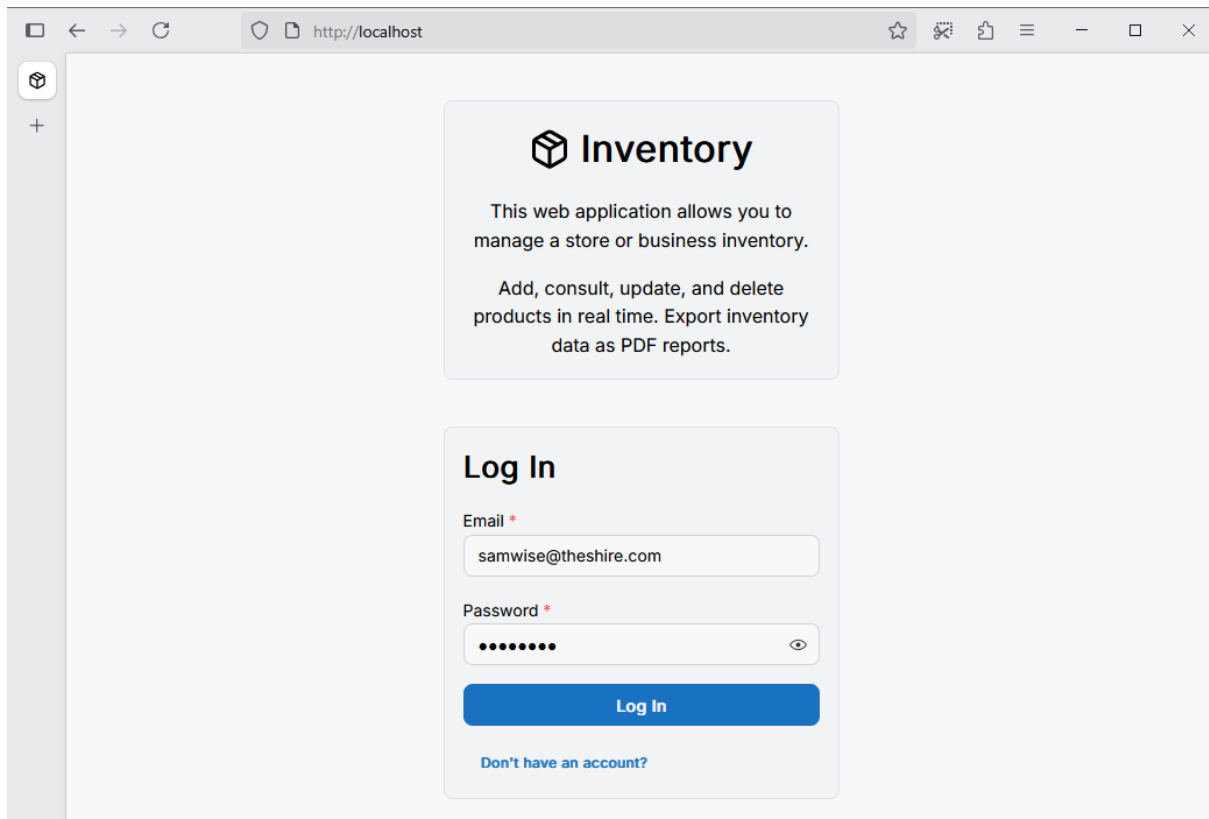 http://localhost
Inventory
This web application allows you to
manage a store or business inventory.
Add, consult, update, and delete
products in real time. Export inventory
data as PDF reports.
Log In
Email *
samwise@theshire.com
Password *
••••••••
Log In
Don't have an account?